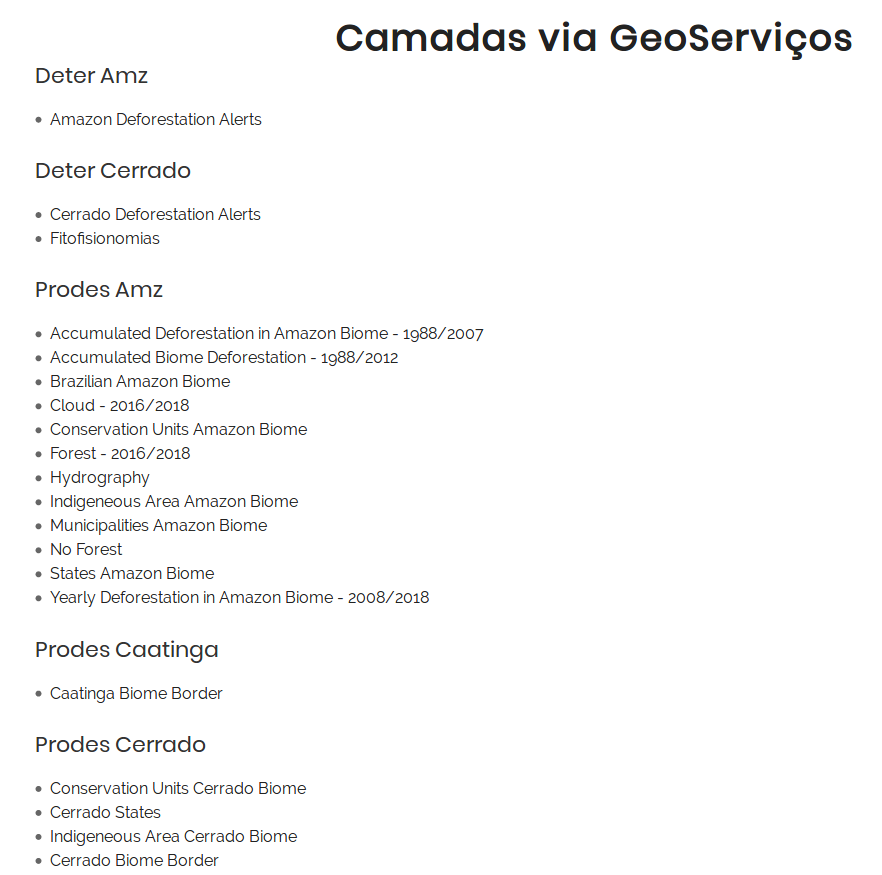 Camadas via GeoServiços
Deter Amz
Amazon Deforestation Alerts
Deter Cerrado
Cerrado Deforestation Alerts
Fitofisionomias
Prodes Amz
Accumulated Deforestation in Amazon Biome - 1988/2007
Accumulated Biome Deforestation - 1988/2012
Brazilian Amazon Biome
Cloud - 2016/2018
Conservation Units Amazon Biome
Forest - 2016/2018
Hydrography
Indigeneous Area Amazon Biome
Municipalities Amazon Biome
No Forest
States Amazon Biome
Yearly Deforestation in Amazon Biome - 2008/2018
Prodes Caatinga
Caatinga Biome Border
Prodes Cerrado
Conservation Units Cerrado Biome
Cerrado States
Indigeneous Area Cerrado Biome
Cerrado Biome Border